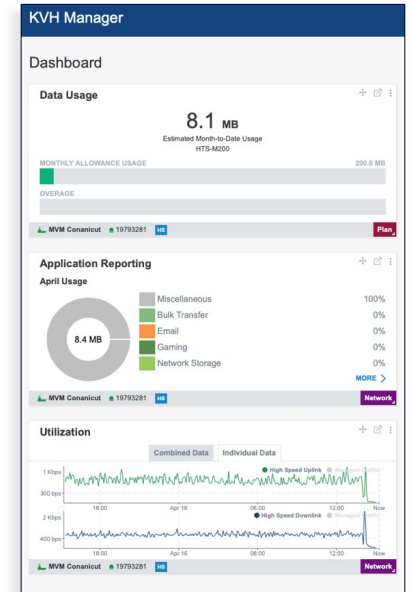 KVH Manager
Dashboard
Data Usage
8.1 MB
Estimated Month-to-Date Usage
HTS-M200
MONTHLY ALLOWANCE USAGE 200.0 MB
OVERAGE
MVM Conanicut 19793281 HS Plan
Application Reporting
April Usage
8.4 MB
Miscellaneous 100%
Bulk Transfer 0%
Email 0%
Gaming 0%
Network Storage 0%
MORE
MVM Conanicut 19793281 HS Network
Utilization
Combined Data Individual Data
High Speed Uplink Managed Traffic
1 Kbps
300 bps
18:00 Apr 16 06:00 12:00 Now
High Speed Downlink Managed Traffic
2 Kbps
400 bps
18:00 Apr 16 06:00 12:00 Now
MVM Conanicut 19793281 HS Network